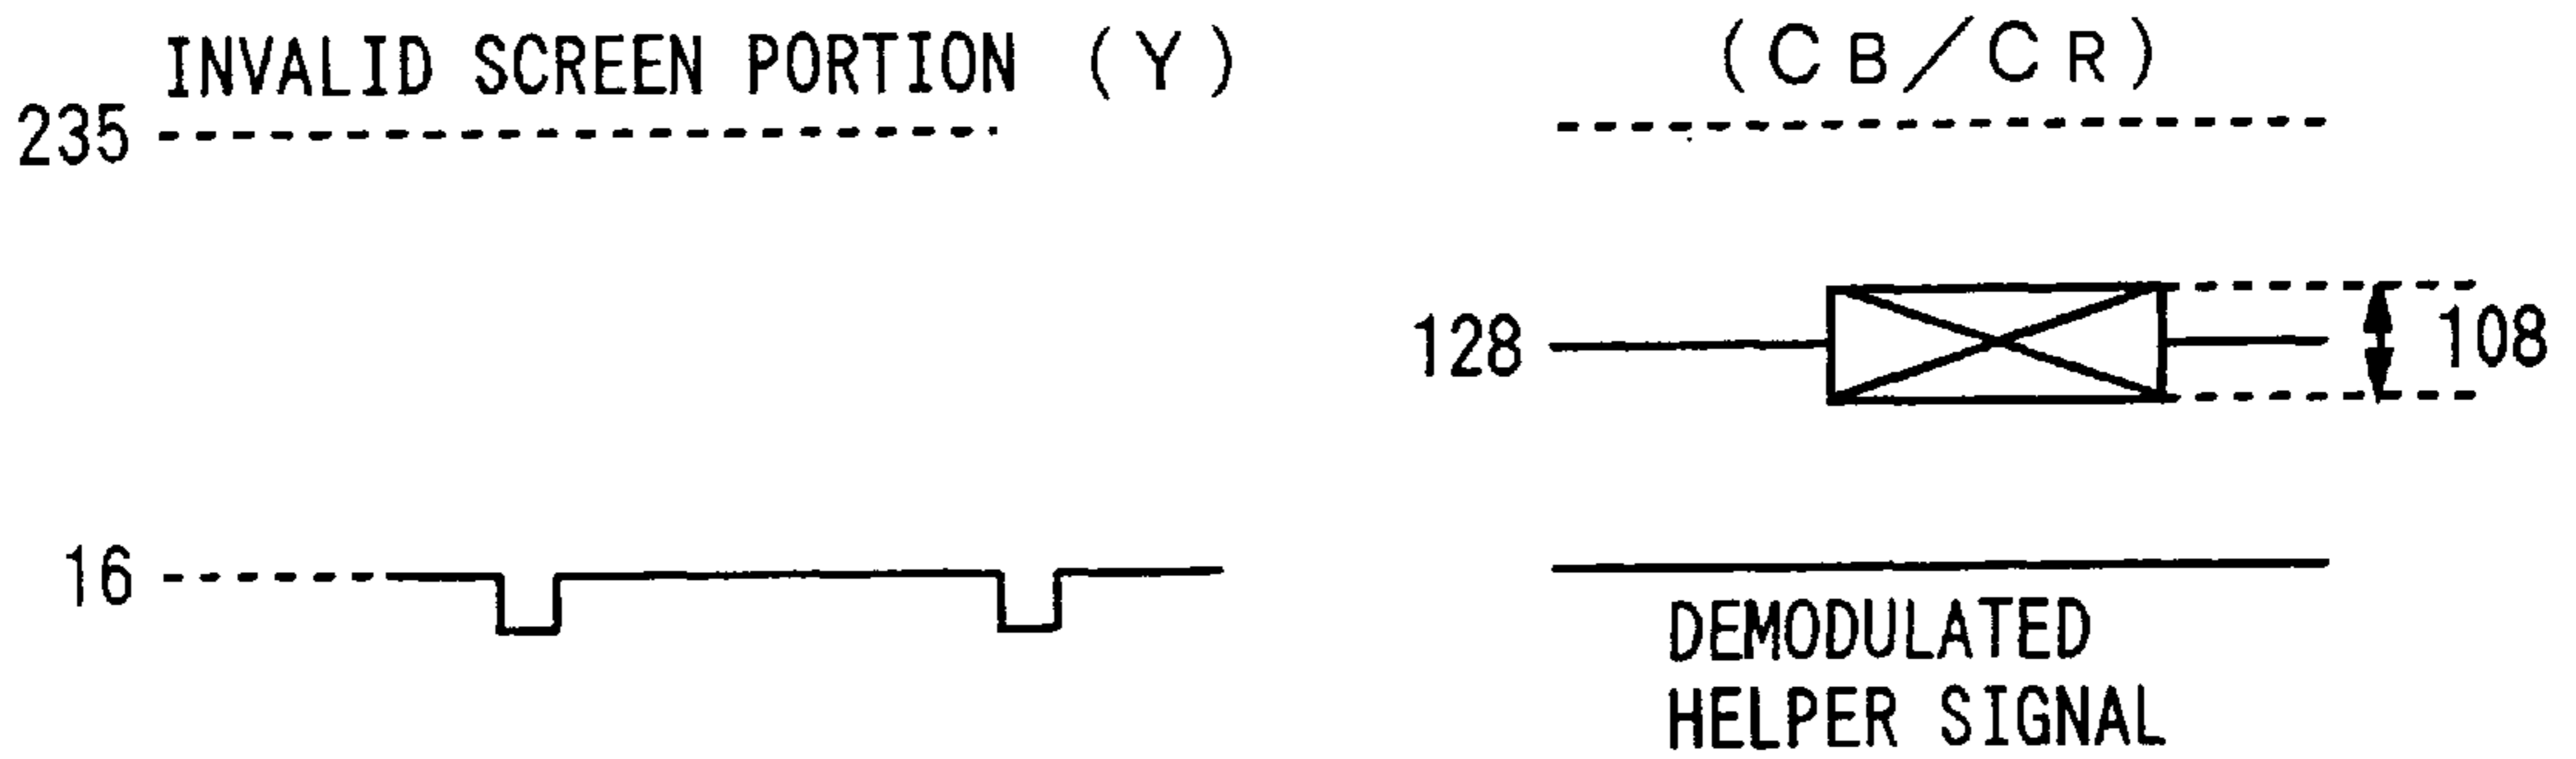 INVALID SCREEN PORTION (Y)
(CB/CR)
235
128
108
16
DEMODULATED
HELPER SIGNAL